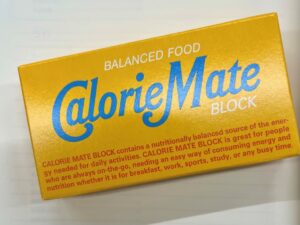 BALANCED FOOD
CalorieMate
BLOCK
CALORIE MATE BLOCK contains a nutritionally balanced source of the ener-
gy needed for daily activities. CALORIE MATE BLOCK is great for people
who are always on-the-go, needing an easy way of consuming energy and
nutrition whether it is for breakfast, work, sports, study, or any busy time.